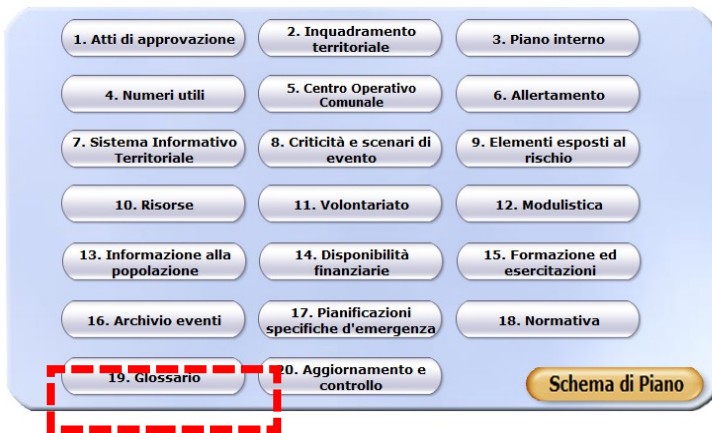 1. Atti di approvazione
2. Inquadramento
territoriale
3. Piano interno
4. Numeri utili
5. Centro Operativo
Comunale
6. Allertamento
7. Sistema Informativo
Territoriale
8. Criticità e scenari di
evento
9. Elementi esposti al
rischio
10. Risorse
11. Volontariato
12. Modulistica
13. Informazione alla
popolazione
14. Disponibilità
finanziarie
15. Formazione ed
esercitazioni
16. Archivio eventi
17. Pianificazioni
specifiche d'emergenza
18. Normativa
19. Glossario
20. Aggiornamento e
controllo
Schema di Piano